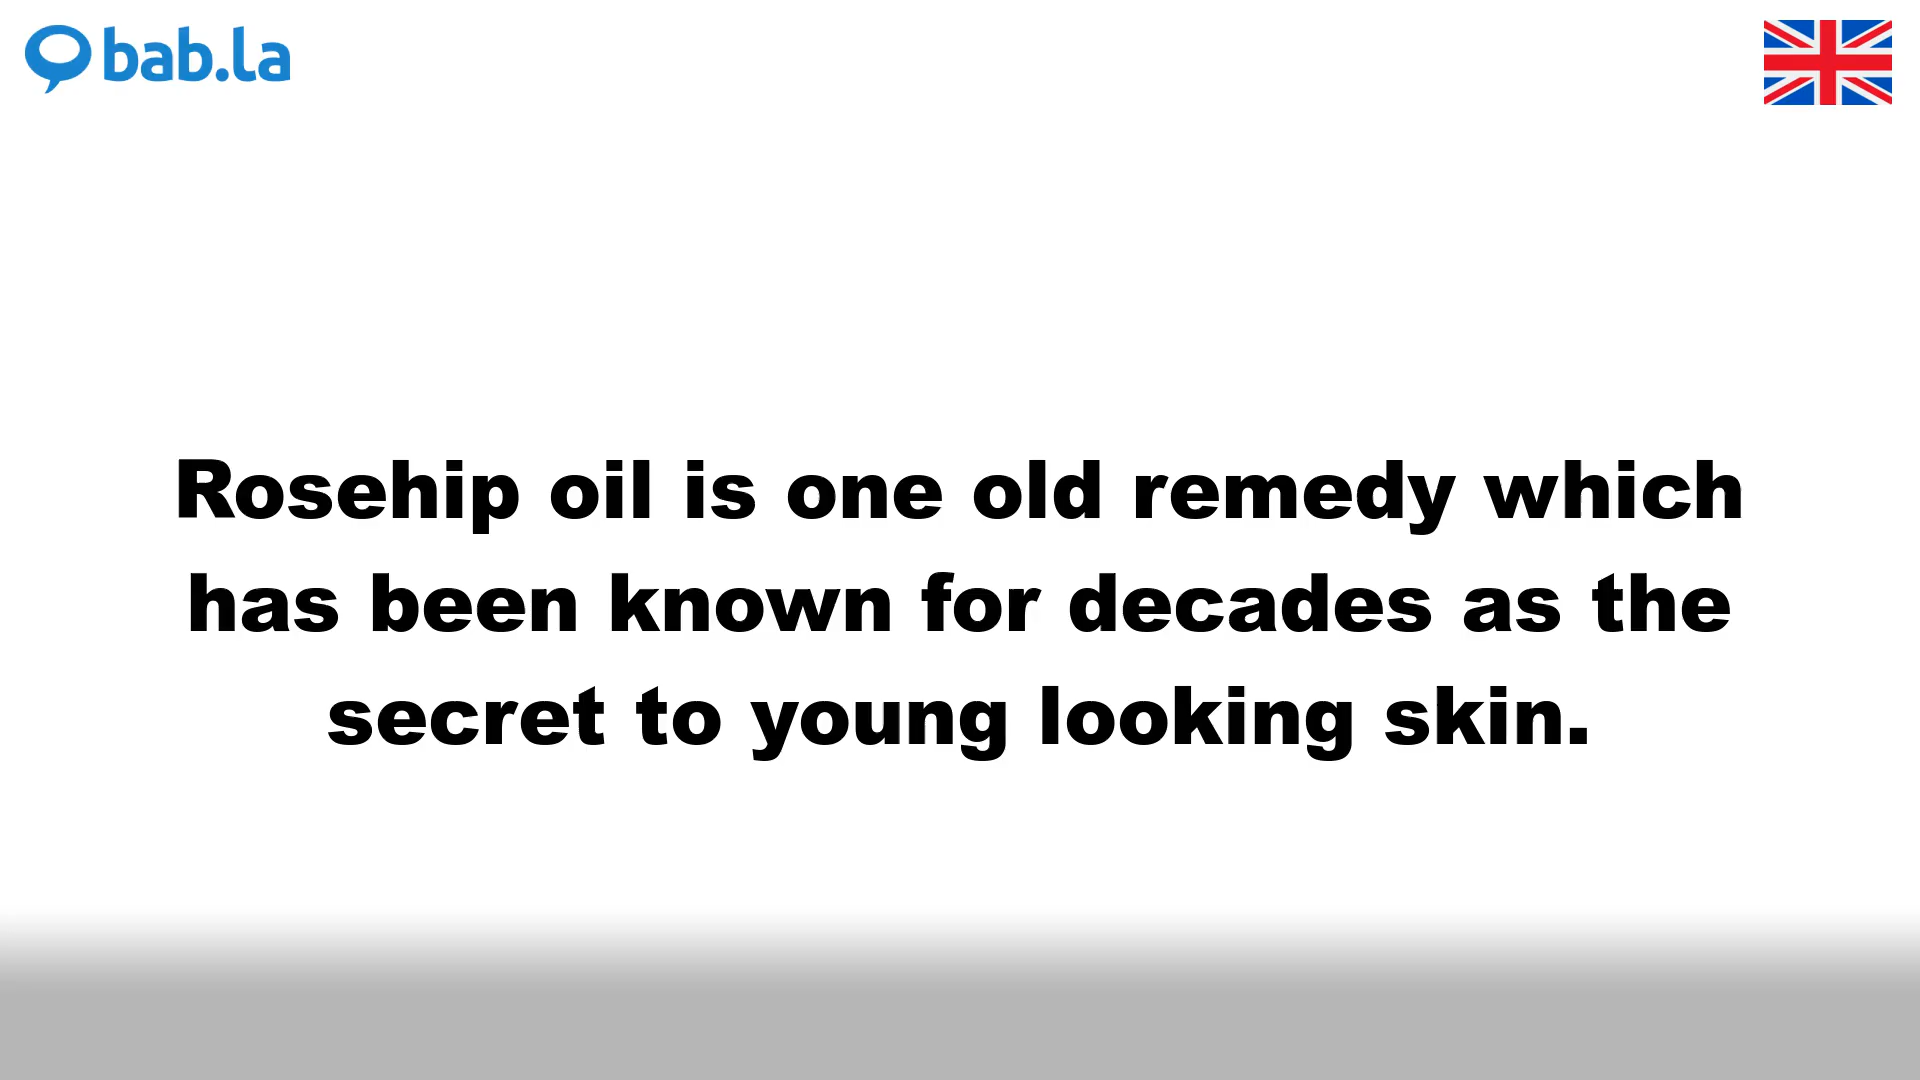 bab.la
Rosehip oil is one old remedy which
has been known for decades as the
secret to young looking skin.